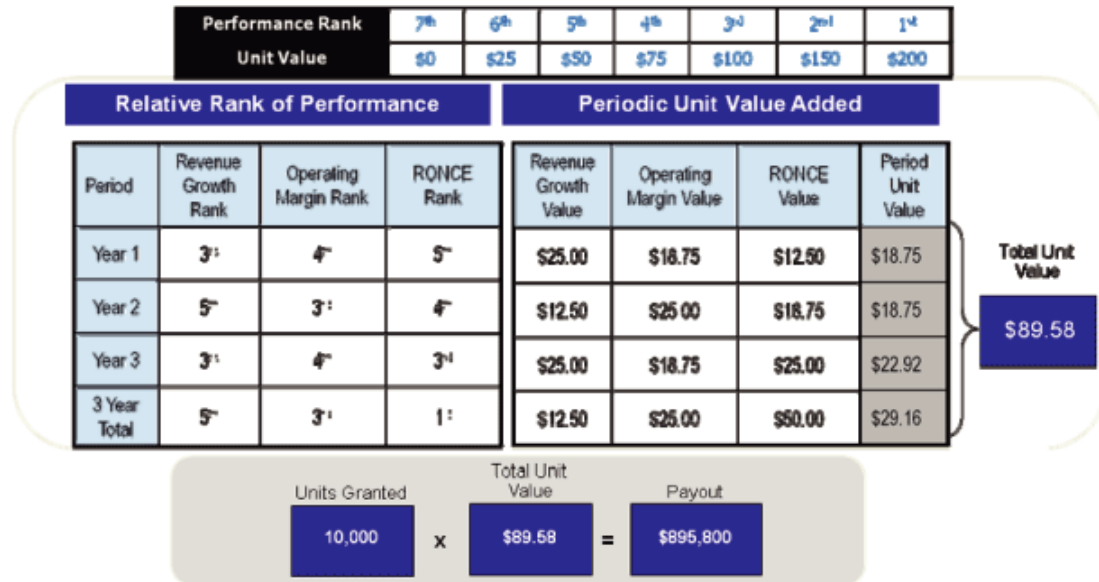 Performance Rank 7th 6th 5th 4th 3rd 2nd 1st
Unit Value $0 $25 $50 $75 $100 $150 $200
Relative Rank of Performance Periodic Unit Value Added
Period Revenue Growth Rank Operating Margin Rank RONCE Rank Revenue Growth Value Operating Margin Value RONCE Value Period Unit Value
Year 1 3rd 4th 5th $25.00 $18.75 $12.50 $18.75
Total Unit Value
Year 2 5th 3rd 4th $12.50 $25.00 $18.75 $18.75
$89.58
Year 3 3rd 4th 3rd $25.00 $18.75 $25.00 $22.92
3 Year Total 5th 3rd 1st $12.50 $25.00 $50.00 $29.16
Units Granted Total Unit Value Payout
10,000 x $89.58 = $895,800